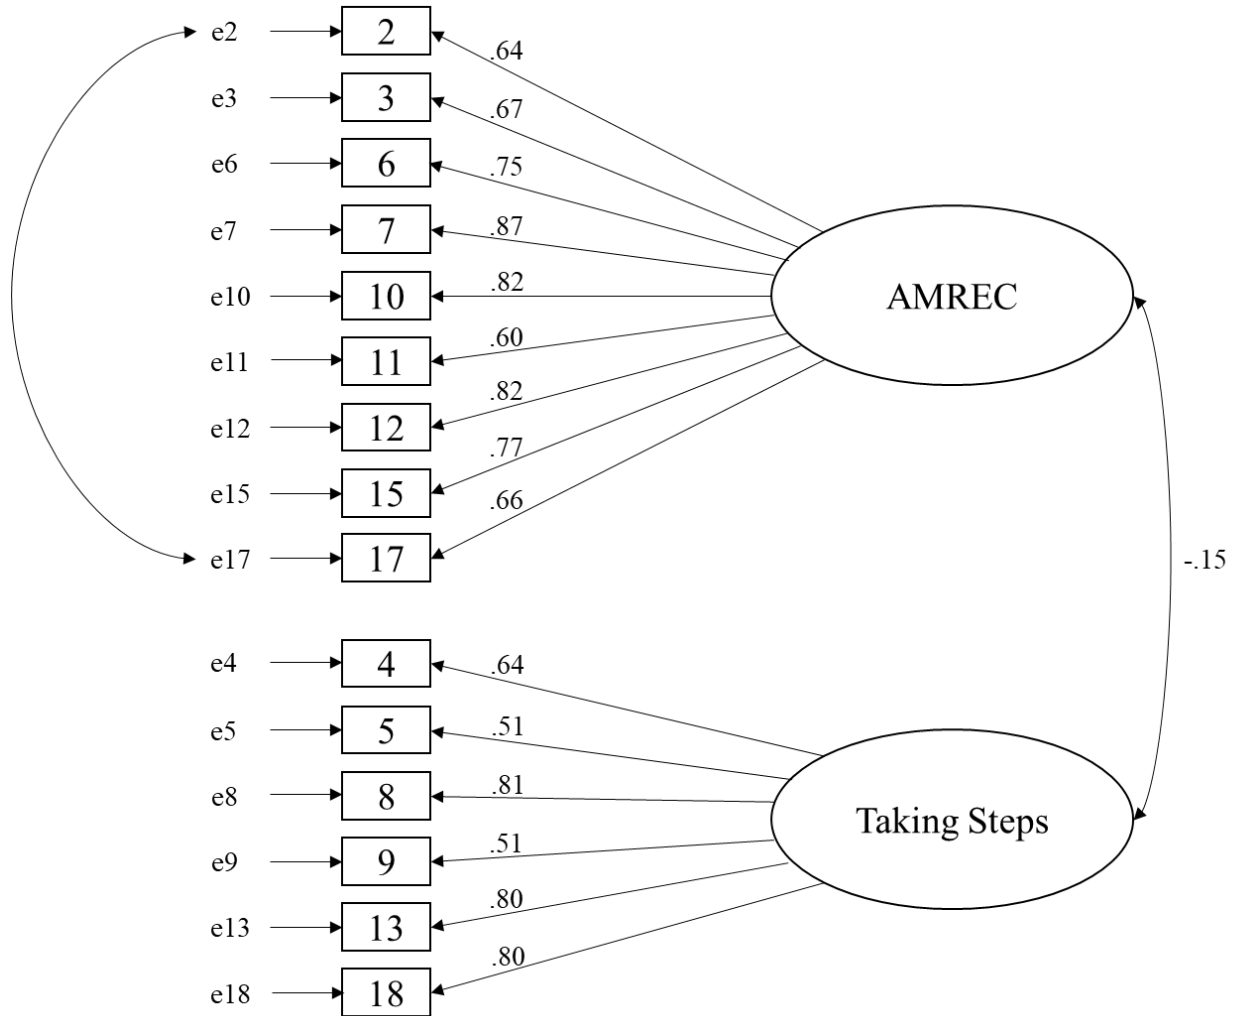 e2 2 .64
e3 3 .67
e6 6 .75
e7 7 .87
e10 10 .82 AMREC
e11 11 .60
e12 12 .82
e15 15 .77
e17 17 .66
-.15
e4 4 .64
e5 5 .51
e8 8 .81
Taking Steps
e9 9 .51
e13 13 .80
e18 18 .80